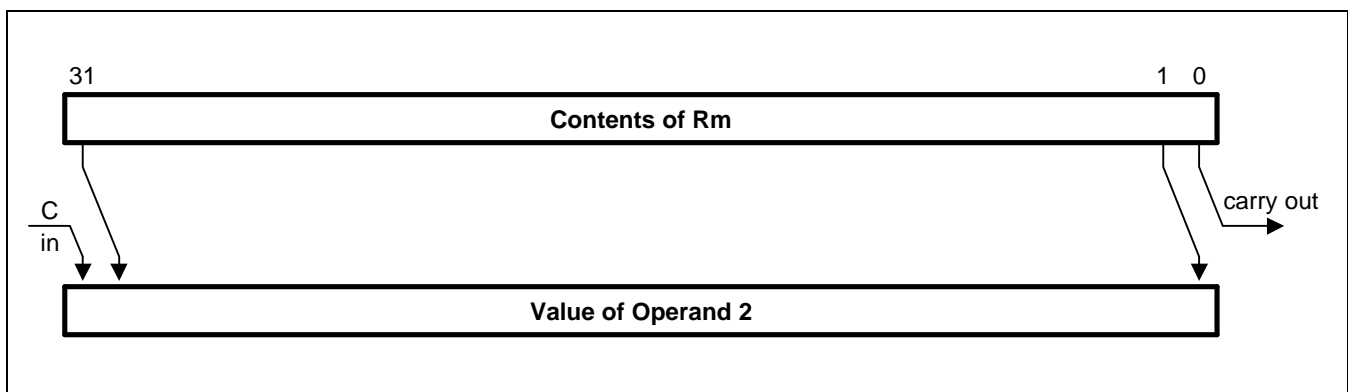 31
1 0
Contents of Rm
C
in
carry out
Value of Operand 2